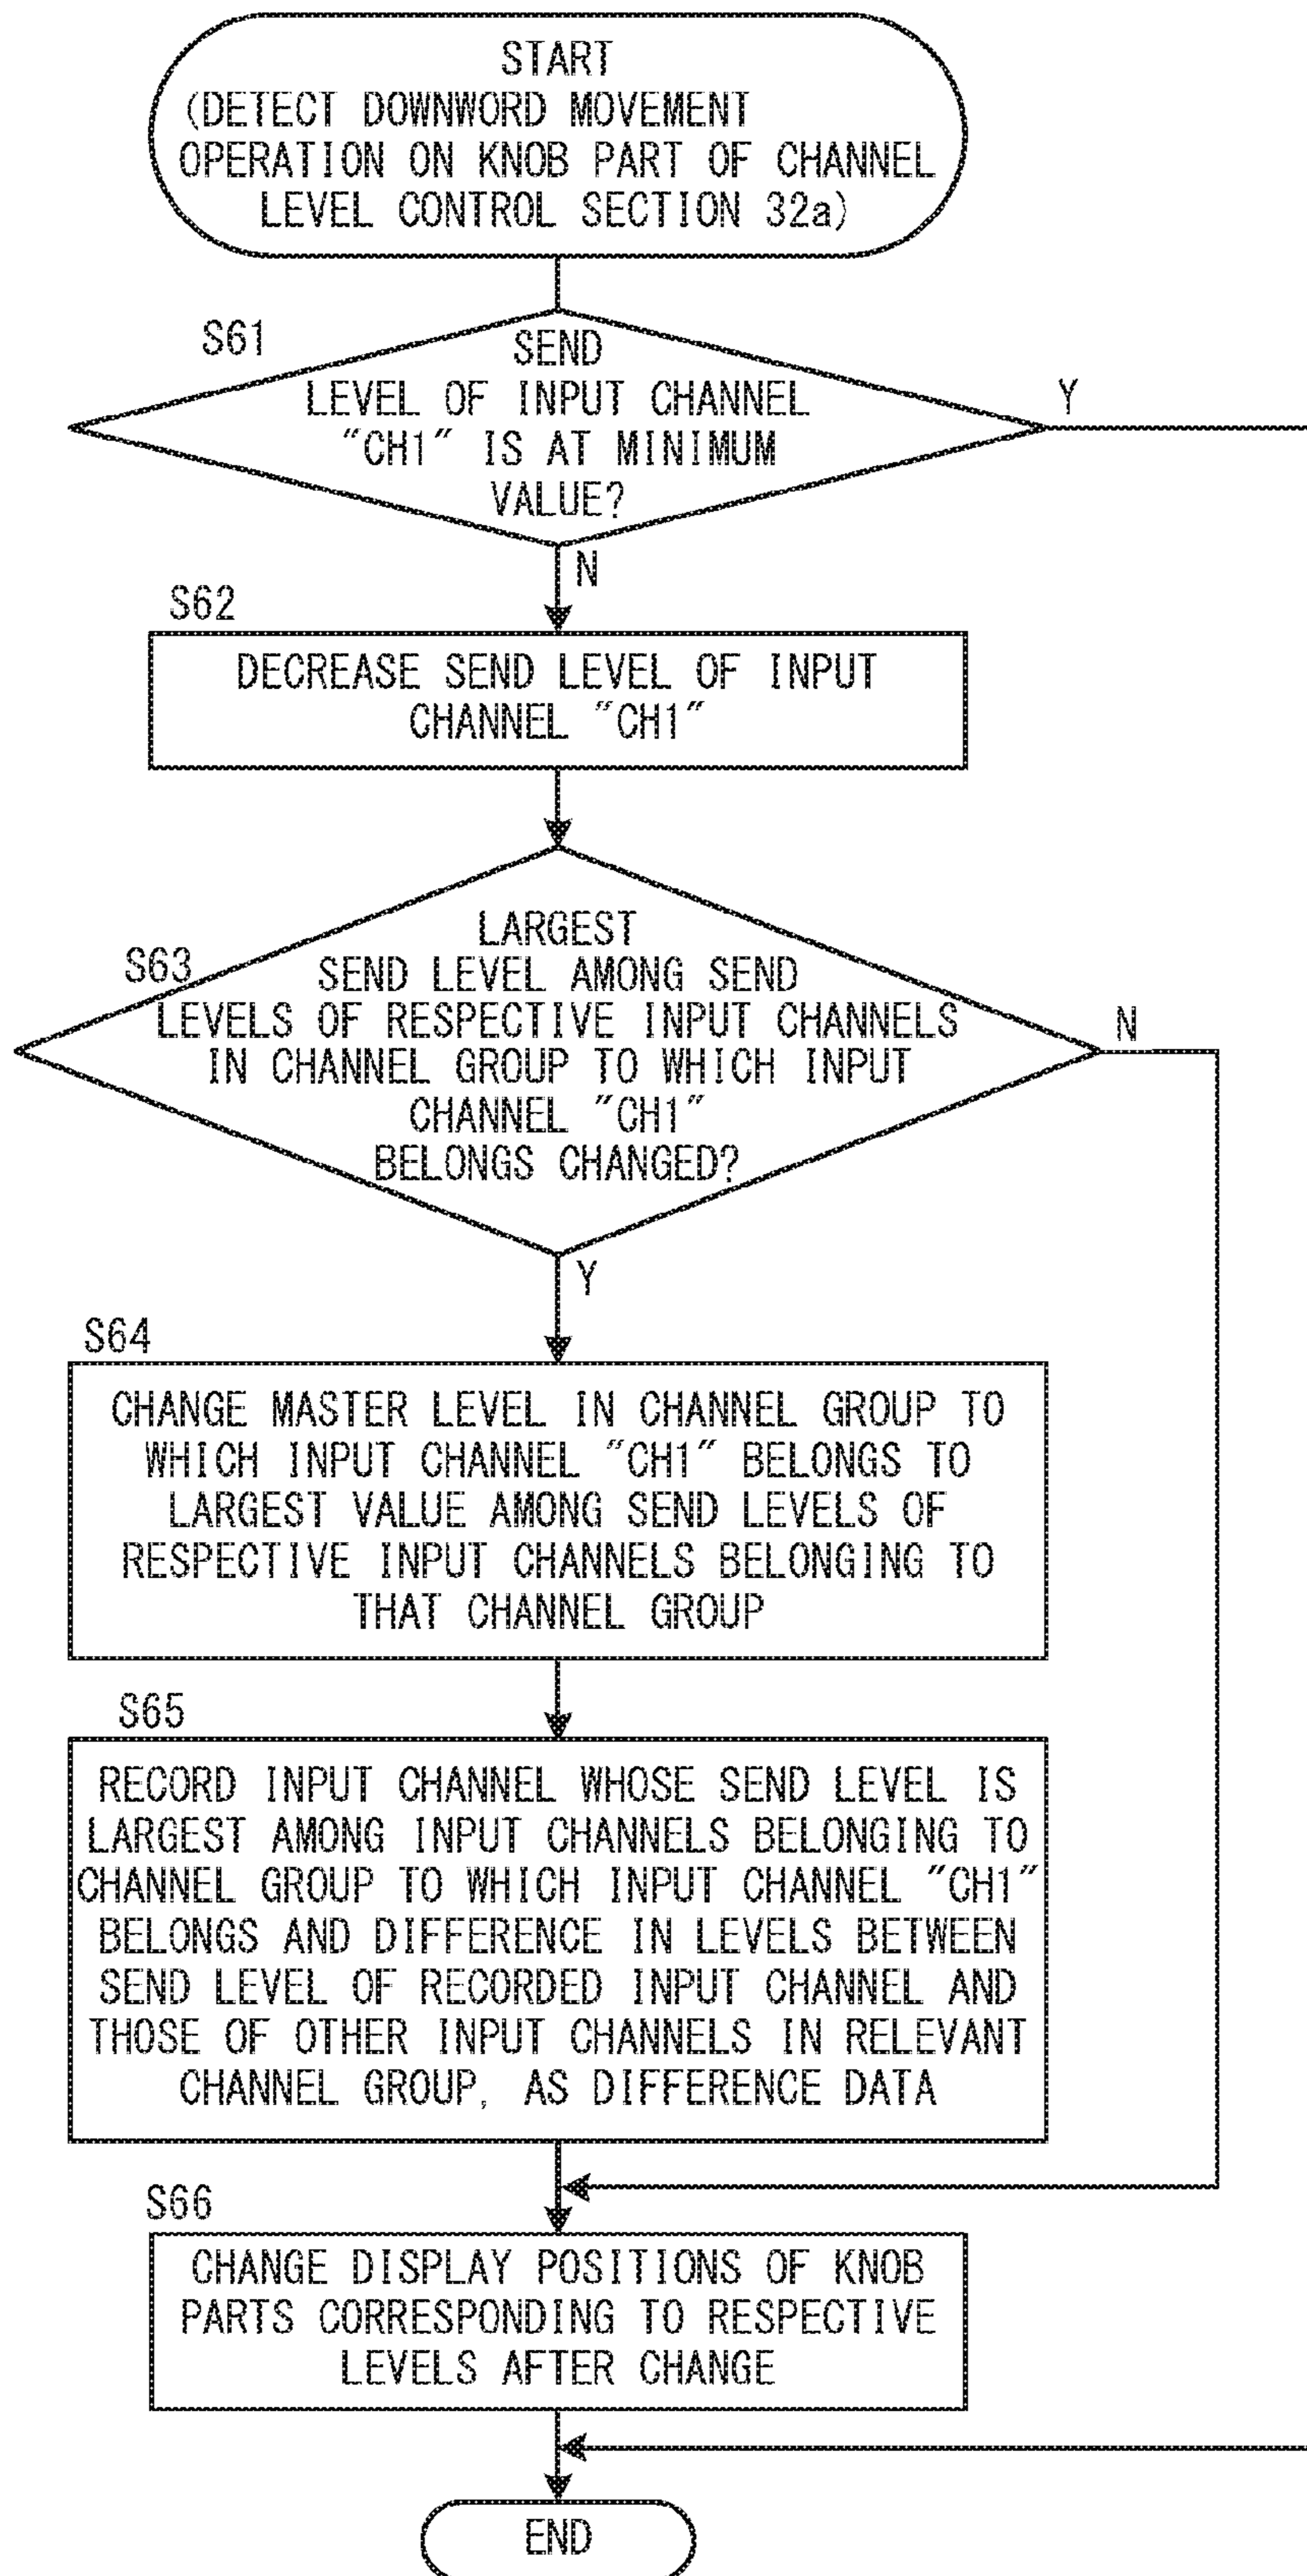 START
(DETECT DOWNWORD MOVEMENT
OPERATION ON KNOB PART OF CHANNEL
LEVEL CONTROL SECTION 32a)
S61
SEND
LEVEL OF INPUT CHANNEL
"CH1" IS AT MINIMUM
VALUE?
Y
N
S62
DECREASE SEND LEVEL OF INPUT
CHANNEL "CH1"
S63
LARGEST
SEND LEVEL AMONG SEND
LEVELS OF RESPECTIVE INPUT CHANNELS
IN CHANNEL GROUP TO WHICH INPUT
CHANNEL "CH1"
BELONGS CHANGED?
N
Y
S64
CHANGE MASTER LEVEL IN CHANNEL GROUP TO
WHICH INPUT CHANNEL "CH1" BELONGS TO
LARGEST VALUE AMONG SEND LEVELS OF
RESPECTIVE INPUT CHANNELS BELONGING TO
THAT CHANNEL GROUP
S65
RECORD INPUT CHANNEL WHOSE SEND LEVEL IS
LARGEST AMONG INPUT CHANNELS BELONGING TO
CHANNEL GROUP TO WHICH INPUT CHANNEL "CH1"
BELONGS AND DIFFERENCE IN LEVELS BETWEEN
SEND LEVEL OF RECORDED INPUT CHANNEL AND
THOSE OF OTHER INPUT CHANNELS IN RELEVANT
CHANNEL GROUP, AS DIFFERENCE DATA
S66
CHANGE DISPLAY POSITIONS OF KNOB
PARTS CORRESPONDING TO RESPECTIVE
LEVELS AFTER CHANGE
END